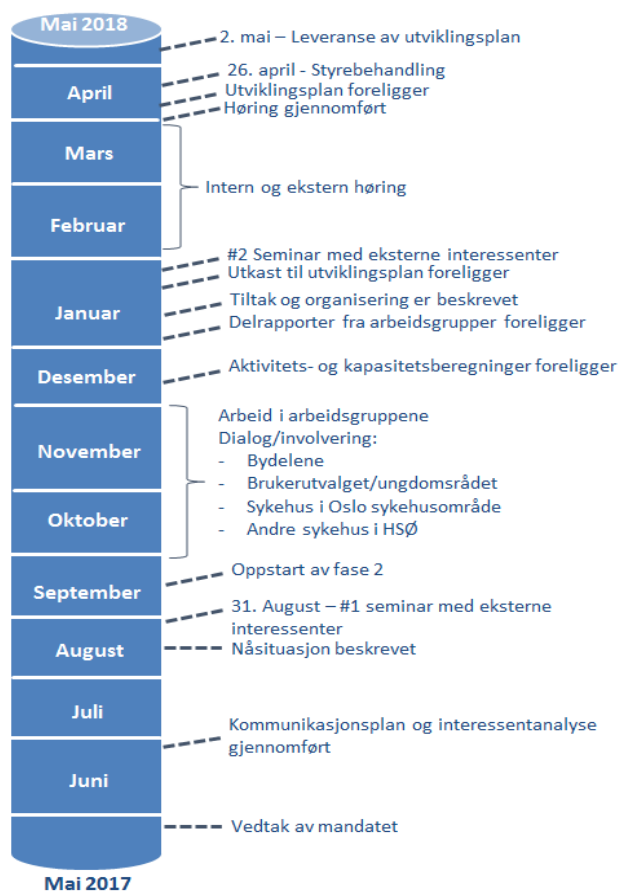 Mai 2018
2. mai – Leveranse av utviklingsplan
26. april - Styrebehandling
April
Utviklingsplan foreligger
Høring gjennomført
Mars
Intern og ekstern høring
Februar
#2 Seminar med eksterne interessenter
Utkast til utviklingsplan foreligger
Januar
Tiltak og organisering er beskrevet
Delrapporter fra arbeidsgrupper foreligger
Desember
Aktivitets- og kapasitetsberegninger foreligger
Arbeid i arbeidsgruppene
Dialog/involvering:
November
- Bydelene
- Brukerutvalget/ungdomsrådet
- Sykehus i Oslo sykehusområde
Oktober
- Andre sykehus i HSØ
September
Oppstart av fase 2
31. August – #1 seminar med eksterne
interessenter
August
Nåsituasjon beskrevet
Juli
Kommunikasjonsplan og interessentanalyse
gjennomført
Juni
Vedtak av mandatet
Mai 2017